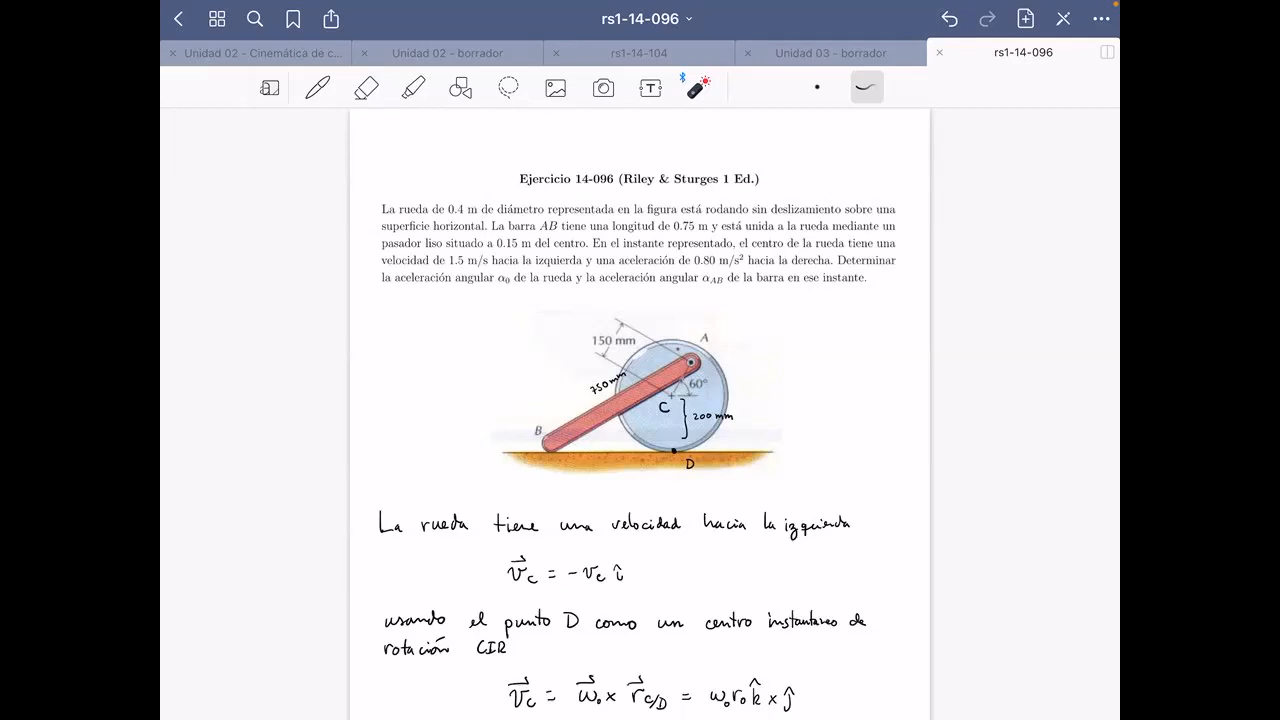 rs1-14-096
Unidad 02 - Cinemática de c...
Unidad 02 - borrador
rs1-14-104
Unidad 03 - borrador
rs1-14-096
Ejercicio 14-096 (Riley & Sturges 1 Ed.)
La rueda de 0.4 m de diámetro representada en la figura está rodando sin deslizamiento sobre una
superficie horizontal. La barra AB tiene una longitud de 0.75 m y está unida a la rueda mediante un
pasador liso situado a 0.15 m del centro. En el instante representado, el centro de la rueda tiene una
velocidad de 1.5 m/s hacia la izquierda y una aceleración de 0.80 m/s² hacia la derecha. Determinar
la aceleración angular α₀ de la rueda y la aceleración angular α_AB de la barra en ese instante.
150 mm
A
750 mm
60°
C
200 mm
B
D
La rueda tiene una velocidad hacia la izquierda
v⃗_C = -v_c î
usando el punto D como un centro instantaneo de
rotación CIR
v⃗_C = ω⃗₀ × r⃗_C/D = ω₀r₀ k̂ × ĵ